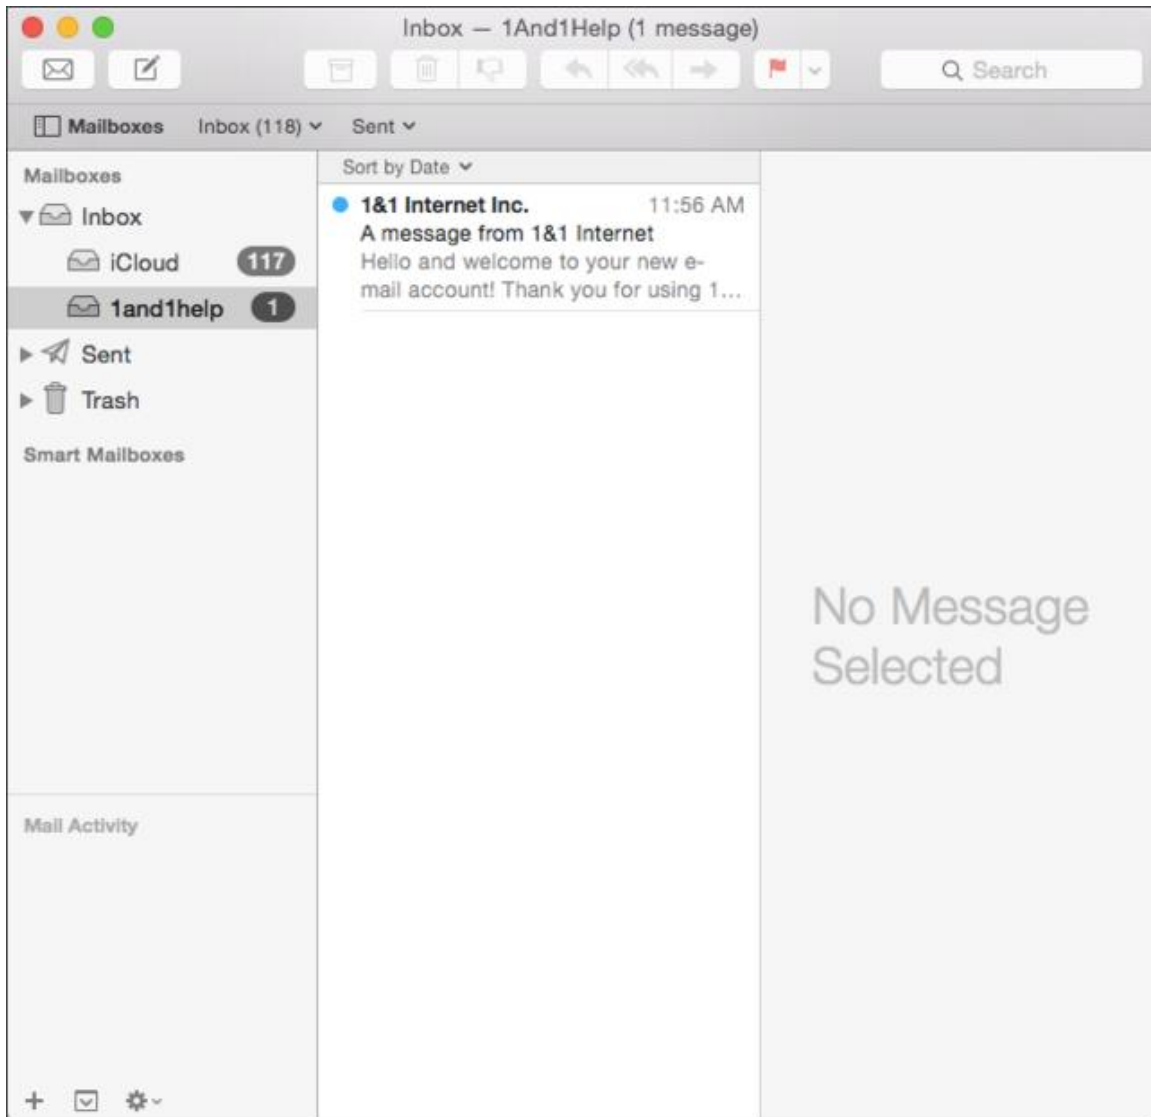 Inbox — 1And1Help (1 message)
Search
Mailboxes Inbox (118) Sent
Mailboxes
Inbox
iCloud 117
1and1help 1
Sent
Trash
Smart Mailboxes
Mail Activity
Sort by Date
1&1 Internet Inc. 11:56 AM
A message from 1&1 Internet
Hello and welcome to your new e-
mail account! Thank you for using 1...
No Message
Selected